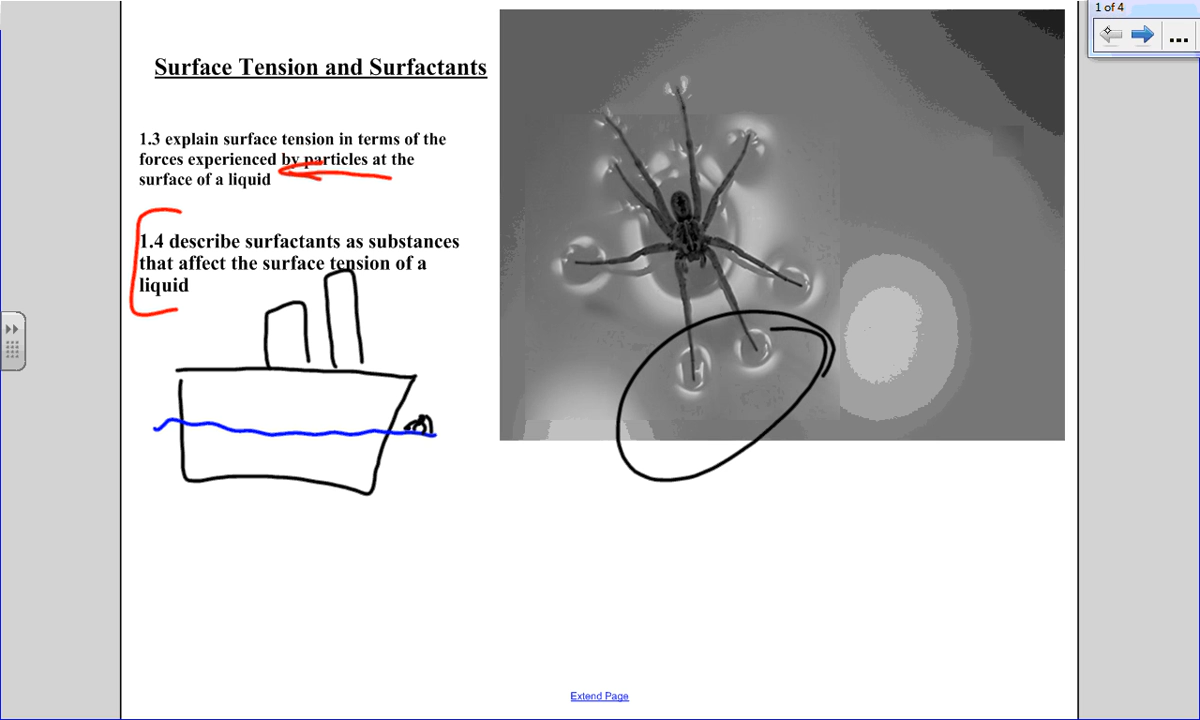 1 of 4
Surface Tension and Surfactants
1.3 explain surface tension in terms of the
forces experienced by particles at the
surface of a liquid
1.4 describe surfactants as substances
that affect the surface tension of a
liquid
Extend Page